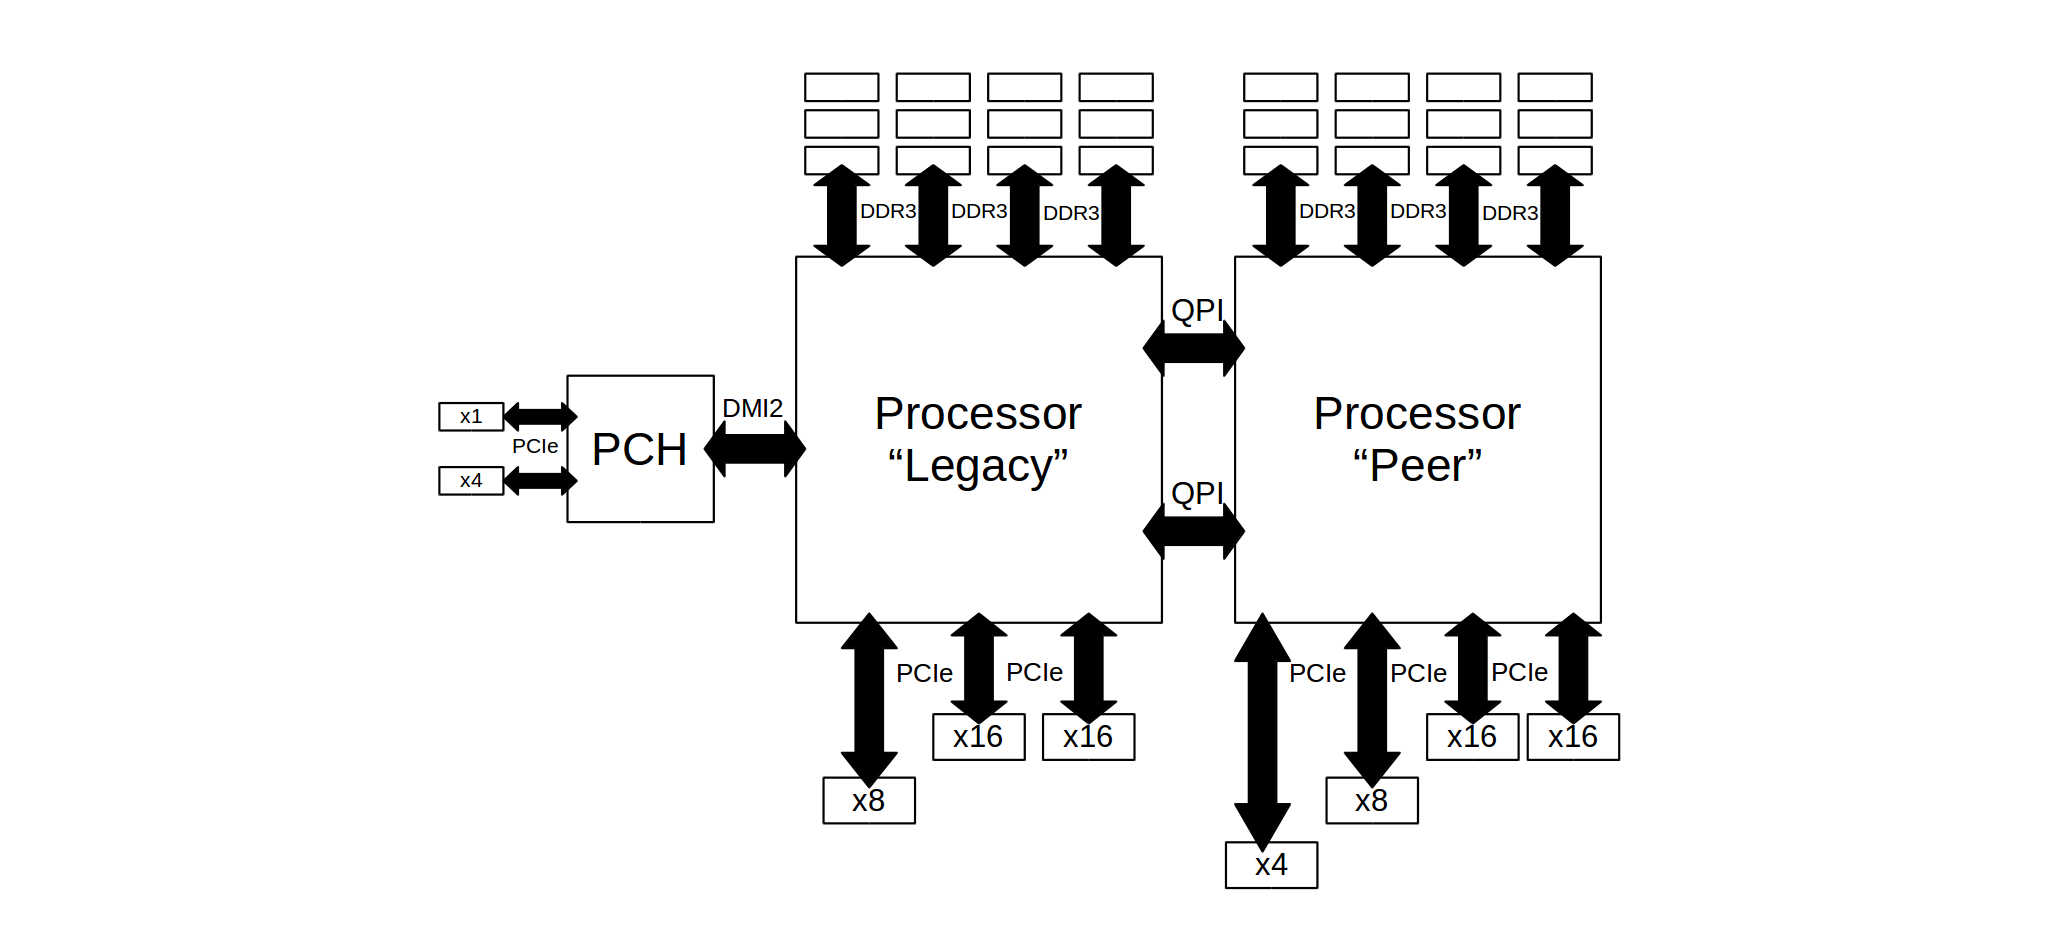 DDR3 DDR3 DDR3 DDR3 DDR3 DDR3
QPI
x1
PCIe
x4
PCH
DMI2
Processor
“Legacy”
Processor
“Peer”
QPI
PCIe PCIe PCIe PCIe PCIe
x16 x16 x16 x16
x8 x8
x4